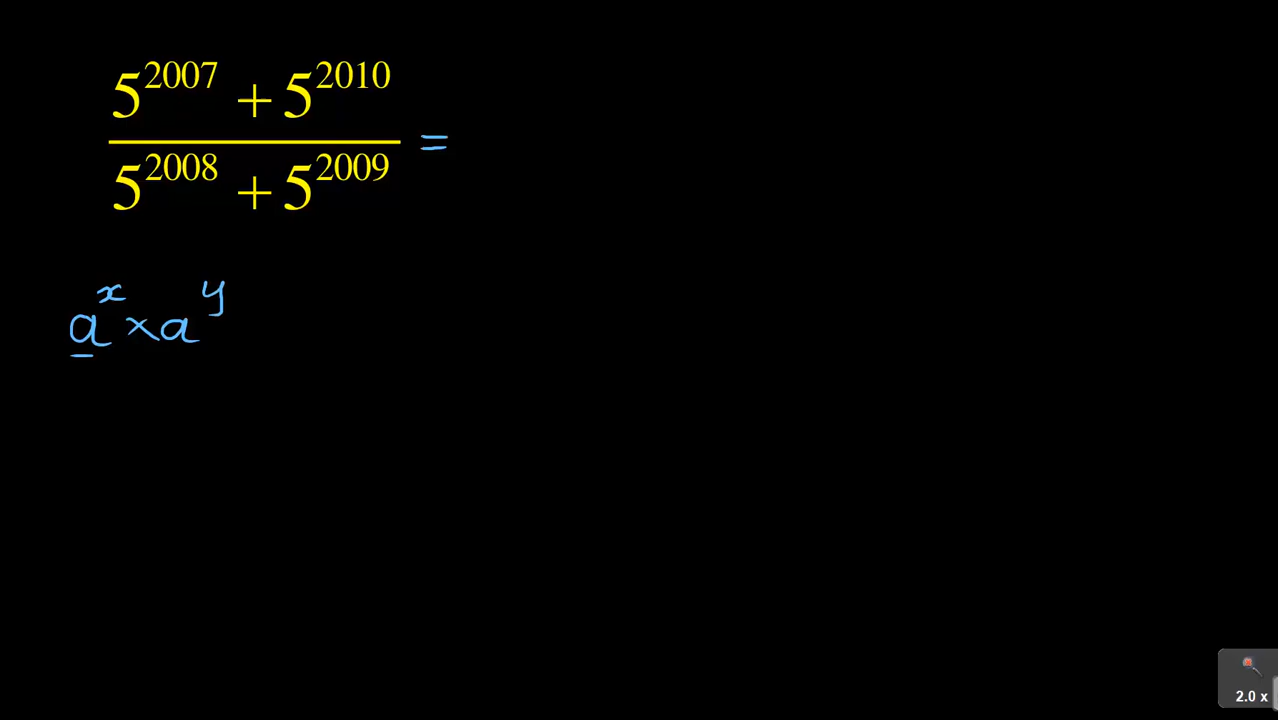 5^2007 + 5^2010
5^2008 + 5^2009 =
a^x × a^y
2.0 x